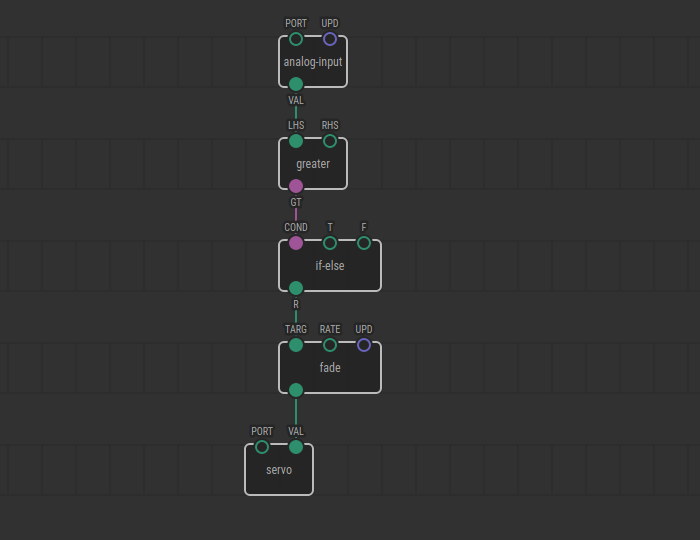 PORT UPD
analog-input
VAL
LHS RHS
greater
GT
COND T F
if-else
R
TARG RATE UPD
fade
PORT VAL
servo